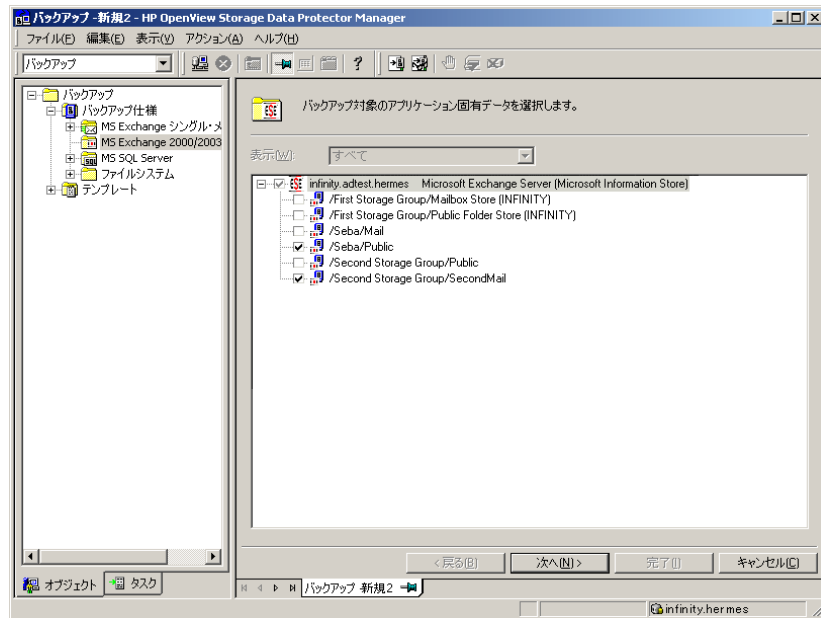 バックアップ -新規2 - HP OpenView Storage Data Protector Manager
ファイル(F) 編集(E) 表示(V) アクション(A) ヘルプ(H)
バックアップ
バックアップ
バックアップ仕様
MS Exchange シングル・メ
MS Exchange 2000/2003
MS SQL Server
ファイルシステム
テンプレート
バックアップ対象のアプリケーション固有データを選択します。
表示(W): すべて
infinity.adtest.hermes Microsoft Exchange Server (Microsoft Information Store)
/First Storage Group/Mailbox Store (INFINITY)
/First Storage Group/Public Folder Store (INFINITY)
/Seba/Mail
/Seba/Public
/Second Storage Group/Public
/Second Storage Group/SecondMail
<戻る(B) 次へ(N)> 完了(I) キャンセル(C)
オブジェクト タスク
バックアップ -新規2
infinity.hermes